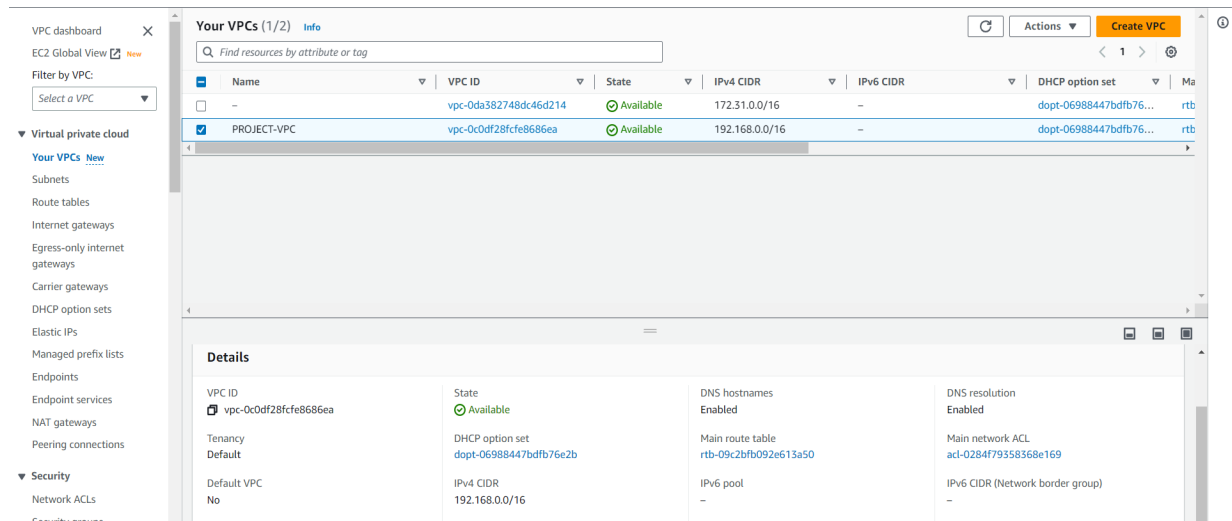 VPC dashboard
EC2 Global View New
Filter by VPC:
Select a VPC
Virtual private cloud
Your VPCs New
Subnets
Route tables
Internet gateways
Egress-only internet
gateways
Carrier gateways
DHCP option sets
Elastic IPs
Managed prefix lists
Endpoints
Endpoint services
NAT gateways
Peering connections
Security
Network ACLs
Security groups
Your VPCs (1/2) Info
Actions
Create VPC
Find resources by attribute or tag
1
Name VPC ID State IPv4 CIDR IPv6 CIDR DHCP option set Ma
– vpc-0da382748dc46d214 Available 172.31.0.0/16 – dopt-06988447bdfb76... rtb
PROJECT-VPC vpc-0c0df28fcfe8686ea Available 192.168.0.0/16 – dopt-06988447bdfb76... rtb
Details
VPC ID State DNS hostnames DNS resolution
vpc-0c0df28fcfe8686ea Available Enabled Enabled
Tenancy DHCP option set Main route table Main network ACL
Default dopt-06988447bdfb76e2b rtb-09c2bfb092e613a50 acl-0284f79358368e169
Default VPC IPv4 CIDR IPv6 pool IPv6 CIDR (Network border group)
No 192.168.0.0/16 – –